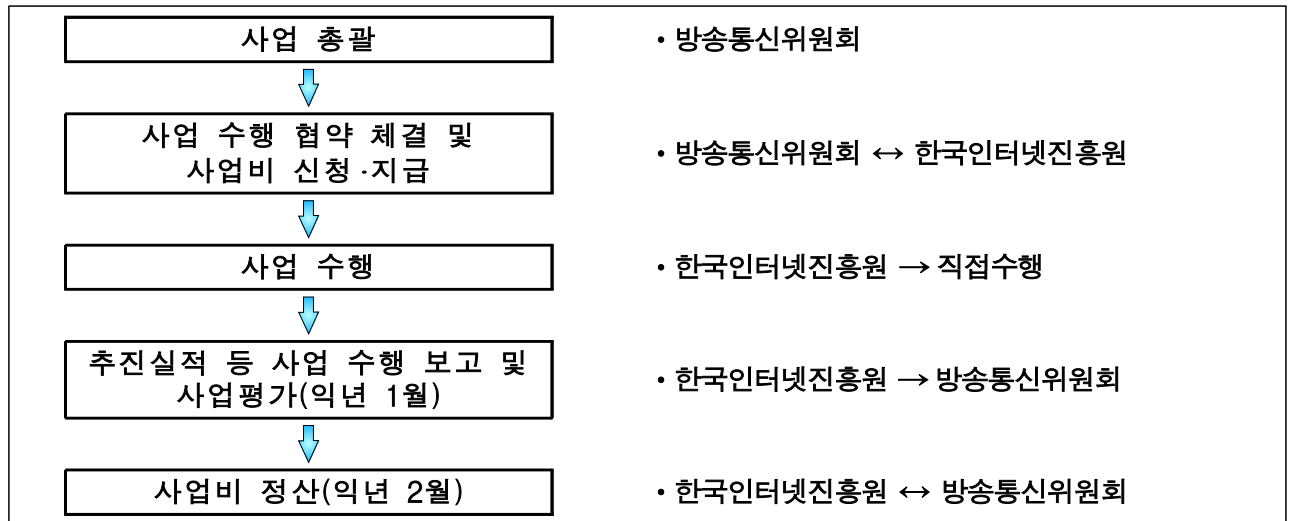 사업 총괄
• 방송통신위원회
사업 수행 협약 체결 및
사업비 신청·지급
• 방송통신위원회 ↔ 한국인터넷진흥원
사업 수행
• 한국인터넷진흥원 → 직접수행
추진실적 등 사업 수행 보고 및
사업평가(익년 1월)
• 한국인터넷진흥원 → 방송통신위원회
사업비 정산(익년 2월)
• 한국인터넷진흥원 ↔ 방송통신위원회